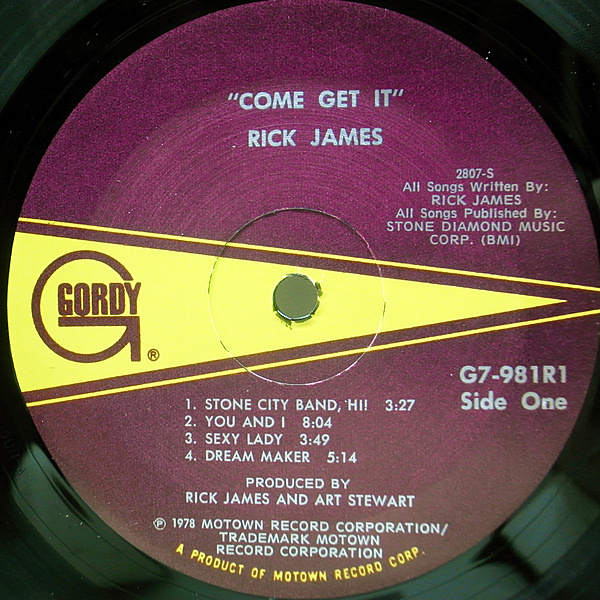 "COME GET IT"
RICK JAMES
2807-S
All Songs Written By:
RICK JAMES
All Songs Published By:
STONE DIAMOND MUSIC
CORP. (BMI)
GORDY
®
G7-981R1
Side One
1. STONE CITY BAND, HI! 3:27
2. YOU AND I 8:04
3. SEXY LADY 3:49
4. DREAM MAKER 5:14
PRODUCED BY
RICK JAMES AND ART STEWART
℗ 1978 MOTOWN RECORD CORPORATION/
TRADEMARK MOTOWN
RECORD CORPORATION
A PRODUCT OF MOTOWN RECORD CORP.